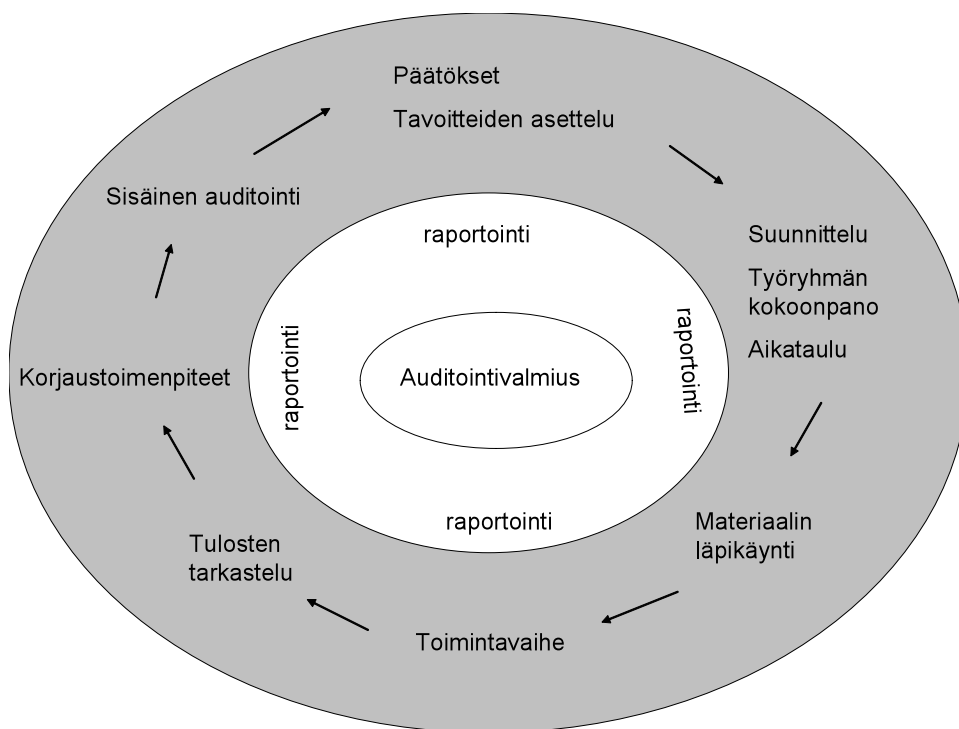 Päätökset
Tavoitteiden asettelu
Sisäinen auditointi
Suunnittelu
Työryhmän
kokoonpano
Aikataulu
raportointi
raportointi
raportointi
Auditointivalmius
Korjaustoimenpiteet
raportointi
Materiaalin
läpikäynti
Tulosten
tarkastelu
Toimintavaihe